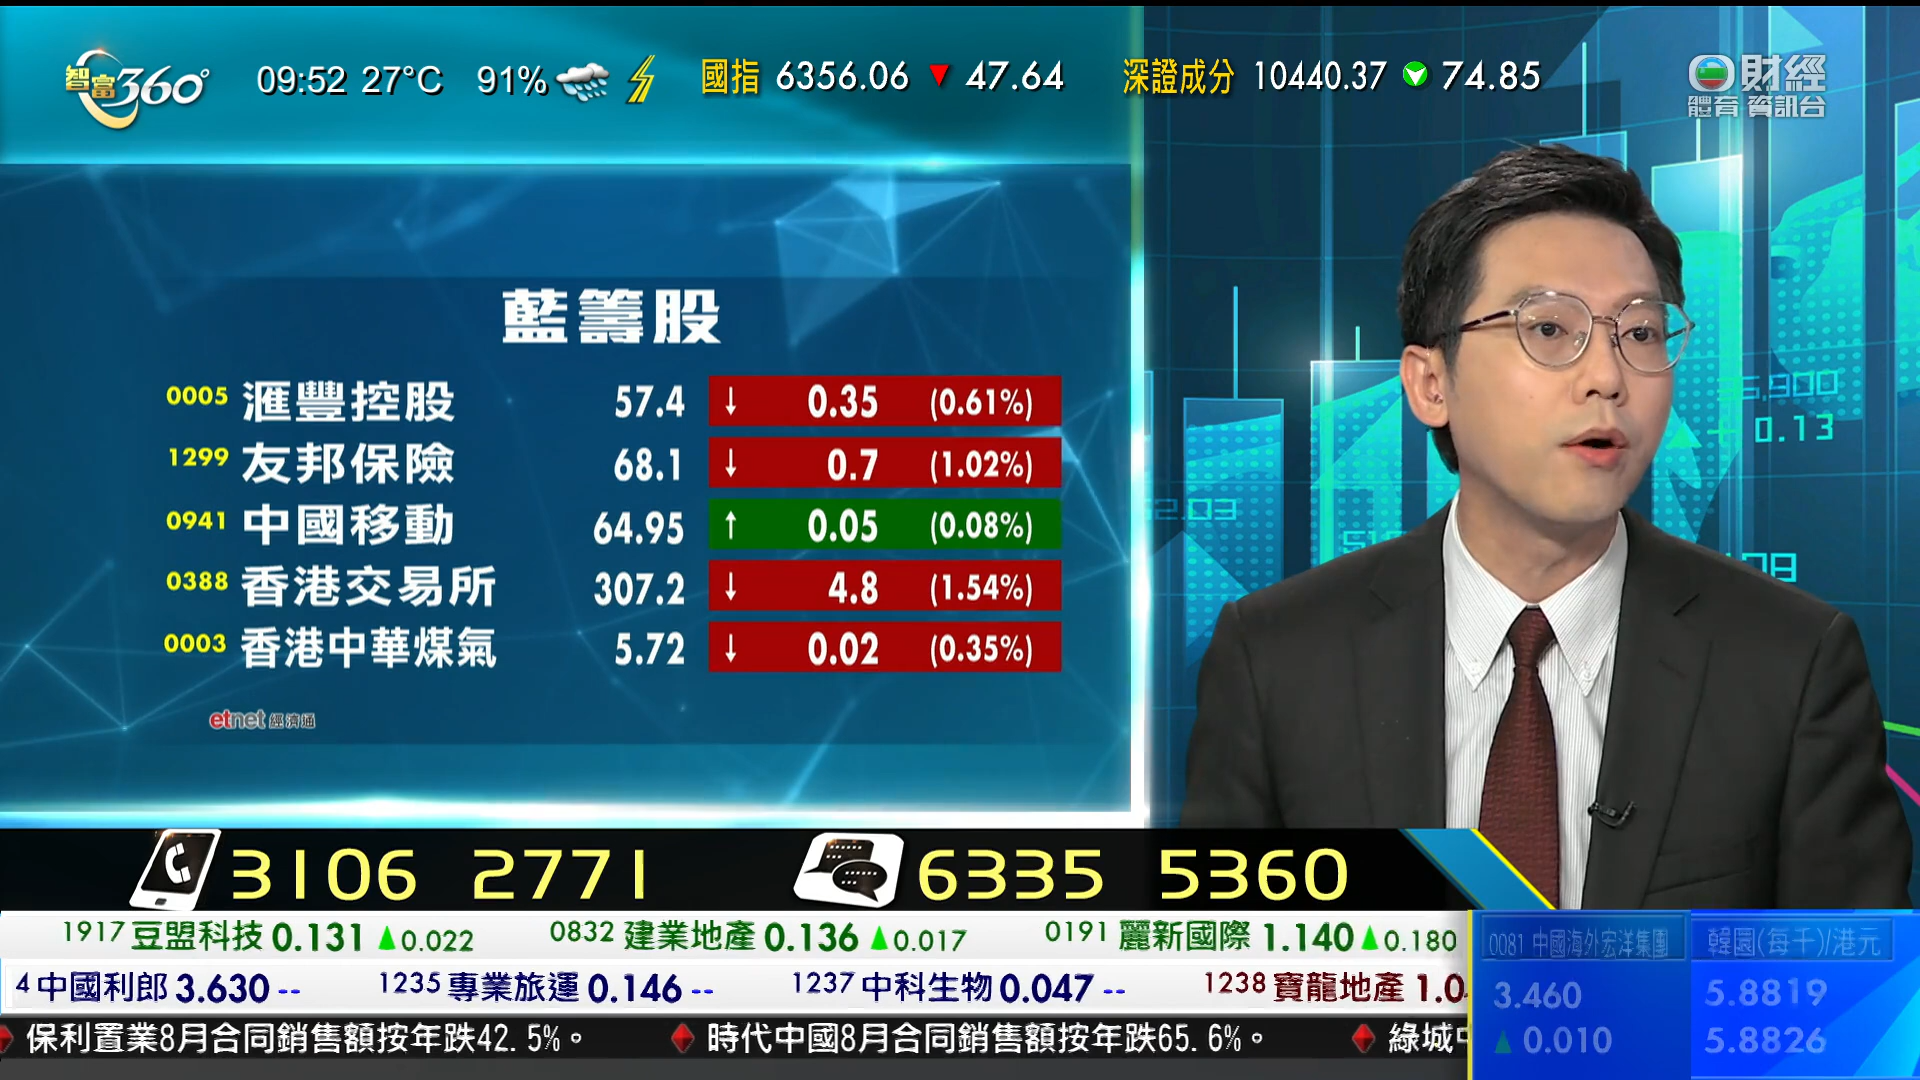 智富360°
09:52 27°C 91%
國指 6356.06 ▼ 47.64
深證成分 10440.37 74.85
財經
體育 資訊台
藍籌股
0005 滙豐控股 57.4 ↓ 0.35 (0.61%)
1299 友邦保險 68.1 ↓ 0.7 (1.02%)
0941 中國移動 64.95 ↑ 0.05 (0.08%)
0388 香港交易所 307.2 ↓ 4.8 (1.54%)
0003 香港中華煤氣 5.72 ↓ 0.02 (0.35%)
etnet 經濟通
0.13
3106 2771
6335 5360
1917 豆盟科技 0.131 ▲0.022 0832 建業地產 0.136 ▲0.017 0191 麗新國際 1.140 ▲0.180
4 中國利郎 3.630 -- 1235 專業旅運 0.146 -- 1237 中科生物 0.047 -- 1238 寶龍地產 1.0
保利置業8月合同銷售額按年跌42.5%。 時代中國8月合同銷售額按年跌65.6%。 綠城
0081 中國海外宏洋集團
3.460
▲ 0.010
韓圜(每千)/港元
5.8819
5.8826